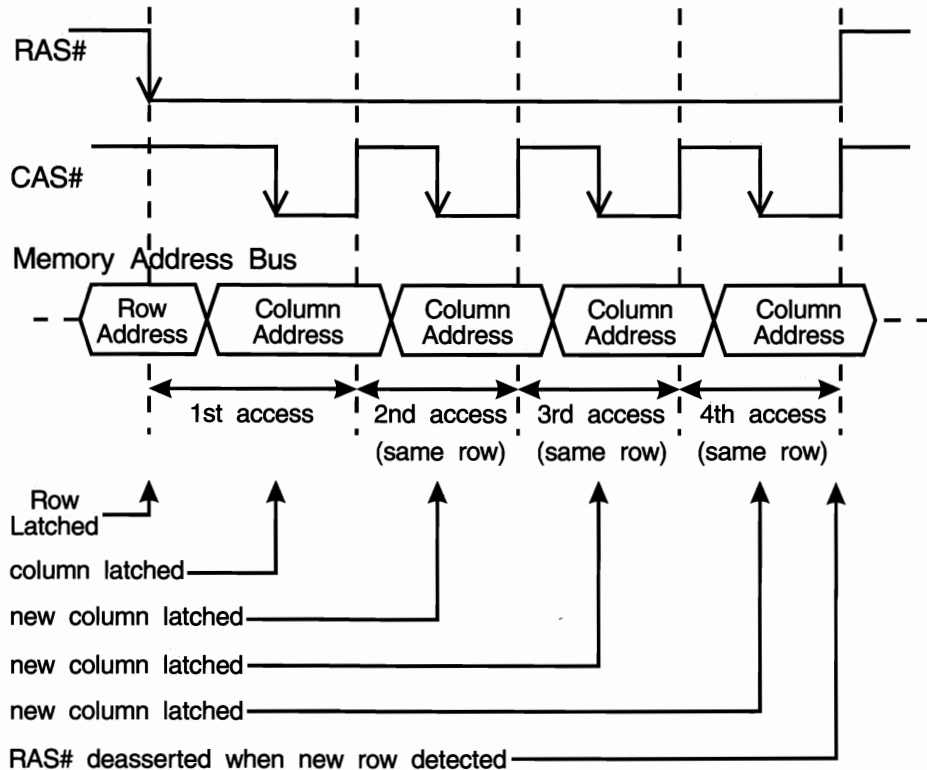 RAS#
CAS#
Memory Address Bus
Row Address
Column Address
Column Address
Column Address
Column Address
1st access
2nd access
(same row)
3rd access
(same row)
4th access
(same row)
Row
Latched
column latched
new column latched
new column latched
new column latched
RAS# deasserted when new row detected